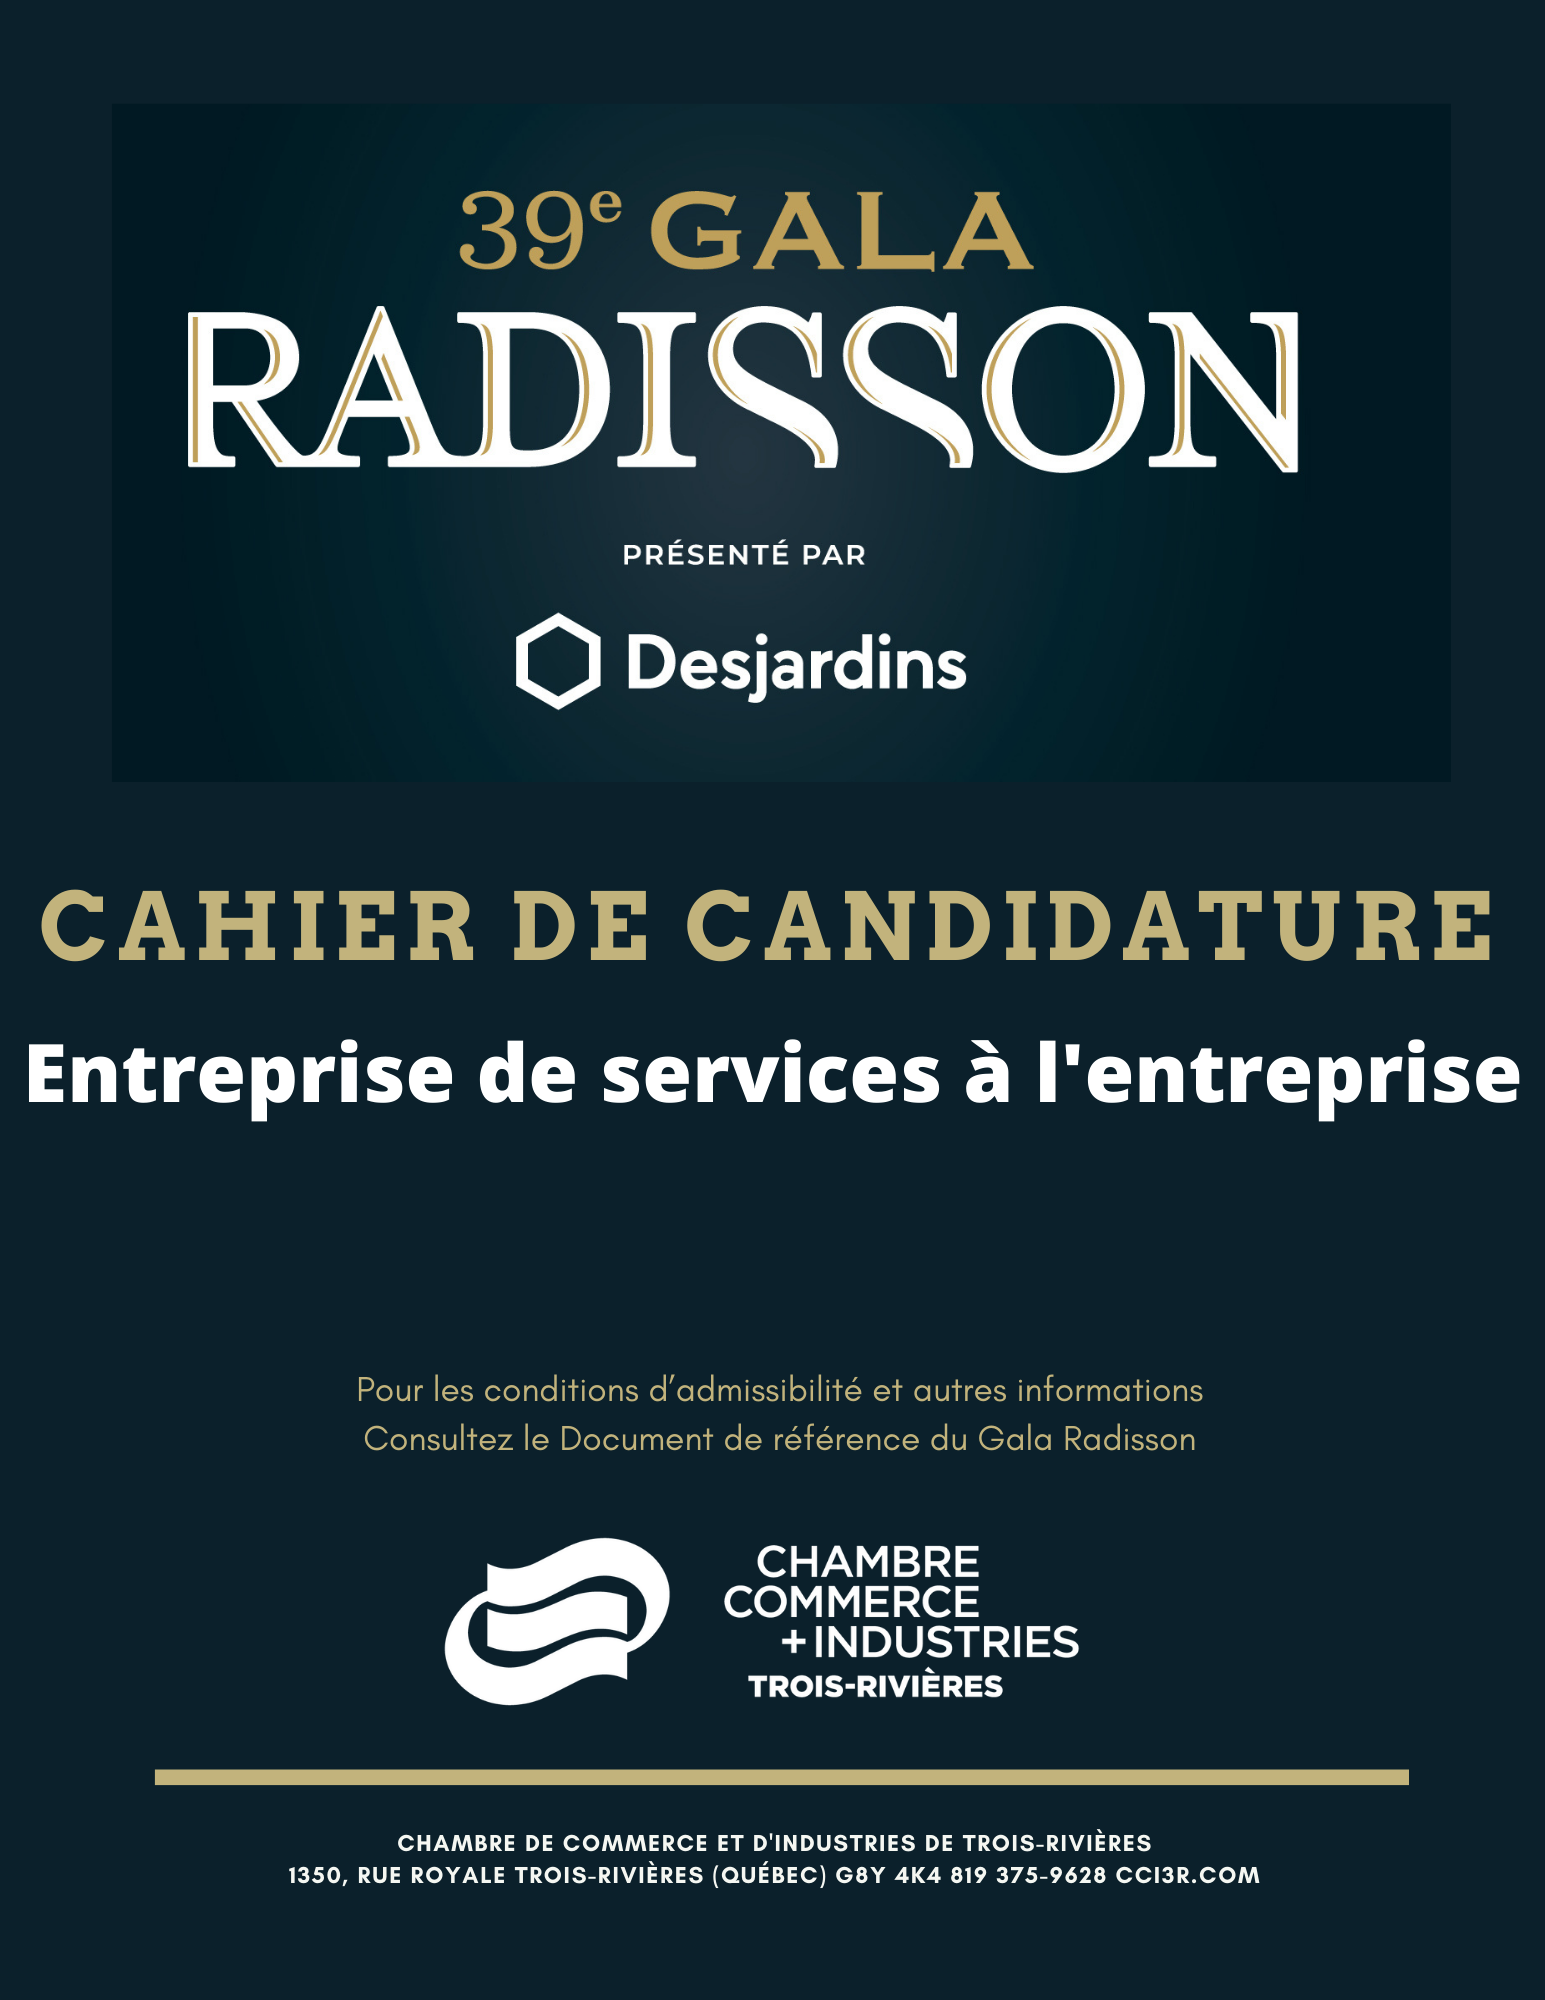 39e GALA
RADISSON
PRÉSENTÉ PAR
Desjardins
CAHIER DE CANDIDATURE
Entreprise de services à l'entreprise
Pour les conditions d’admissibilité et autres informations
Consultez le Document de référence du Gala Radisson
CHAMBRE
COMMERCE
+INDUSTRIES
TROIS-RIVIÈRES
CHAMBRE DE COMMERCE ET D'INDUSTRIES DE TROIS-RIVIÈRES
1350, RUE ROYALE TROIS-RIVIÈRES (QUÉBEC) G8Y 4K4 819 375-9628 CCI3R.COM